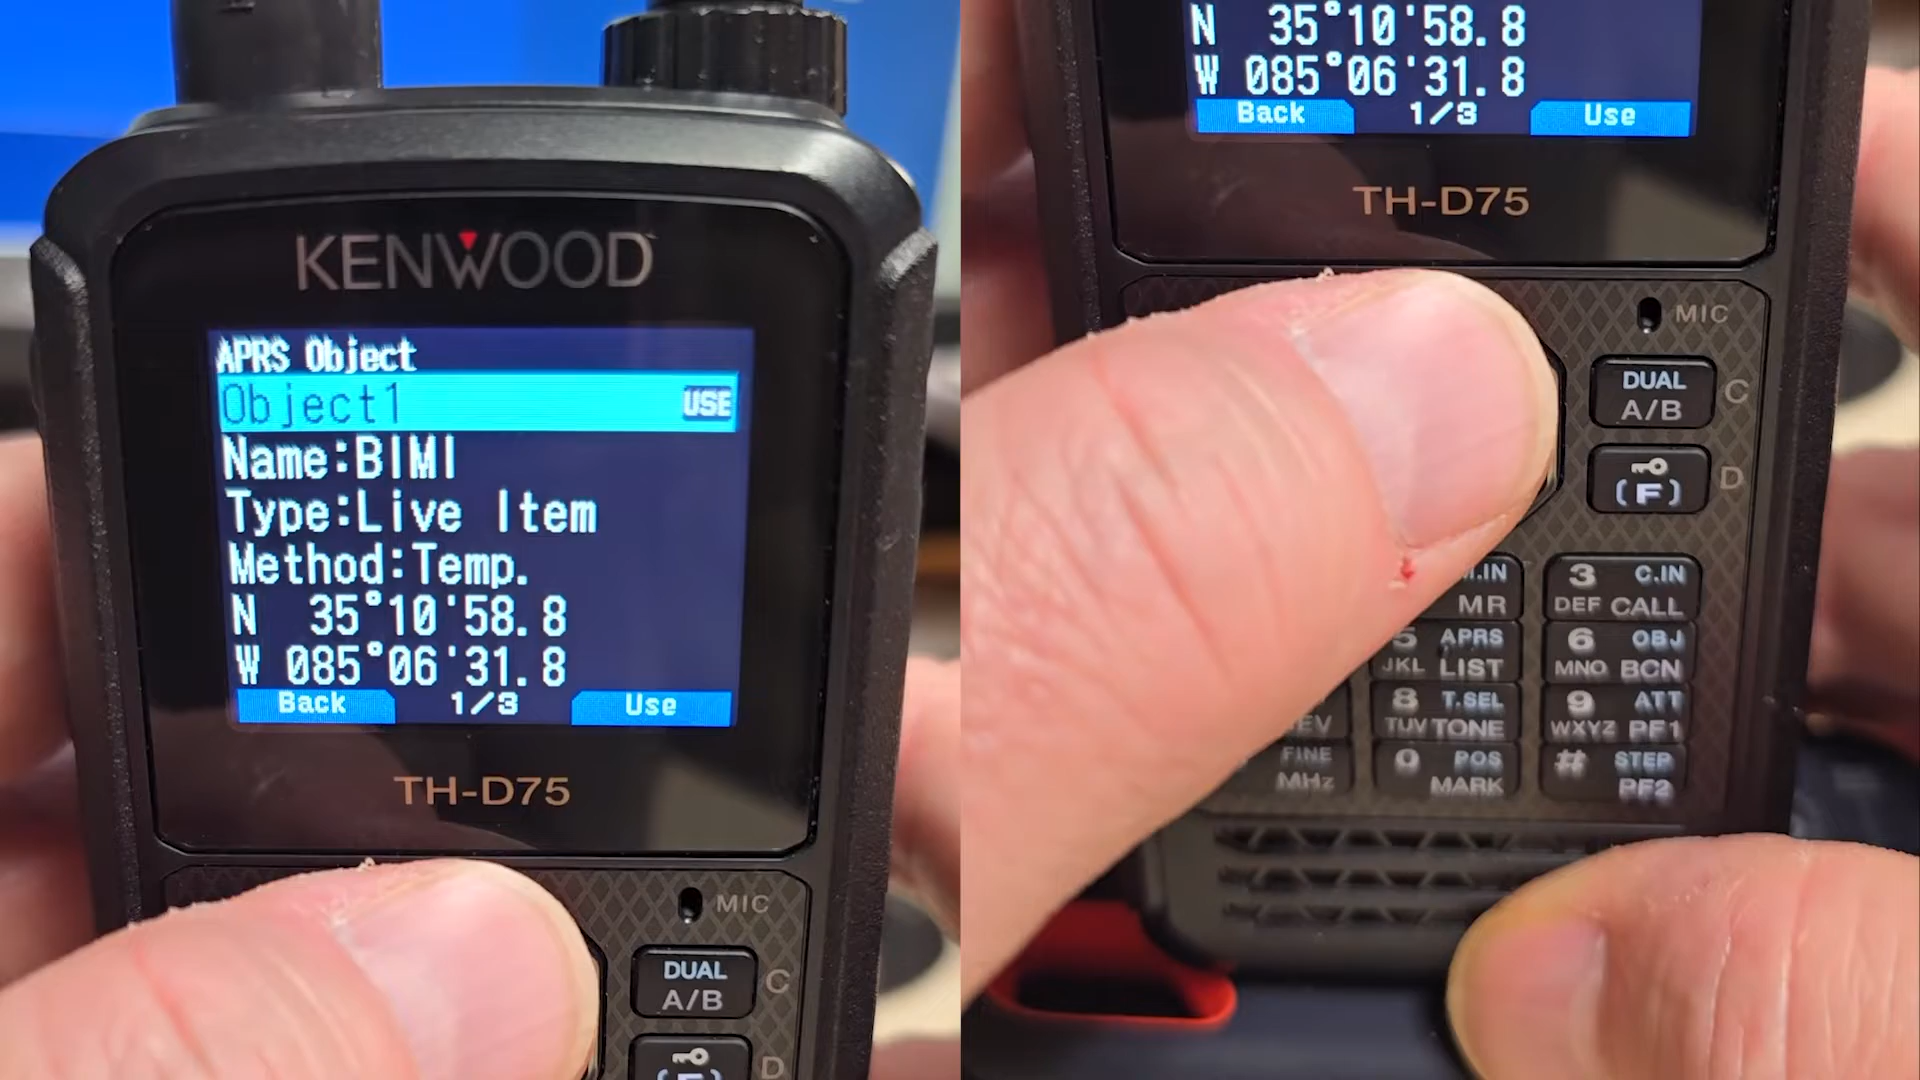 KENWOOD
APRS Object
Object1 USE
Name:BIMI
Type:Live Item
Method:Temp.
N 35°10'58.8
W 085°06'31.8
Back 1/3 Use
TH-D75
MIC
DUAL
A/B C
D
N 35°10'58.8
W 085°06'31.8
Back 1/3 Use
TH-D75
MIC
DUAL
A/B C
(F) D
M.IN
MR
3 C.IN
DEF CALL
5 APRS
JKL LIST
6 OBJ
MNO BCN
8 T.SEL
TUV TONE
9 ATT
WXYZ PF1
FINE
MHz
0 POS
MARK
# STEP
PF2